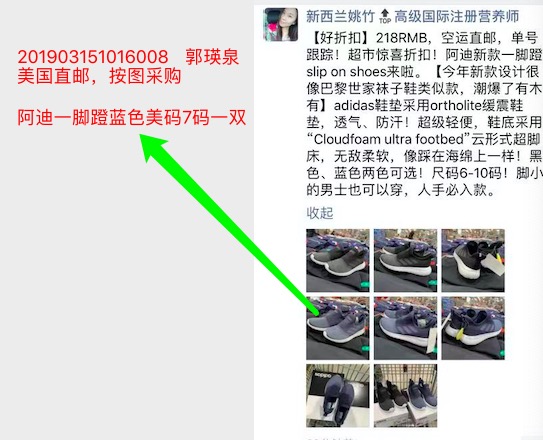 201903151016008 郭瑛泉
美国直邮，按图采购
阿迪一脚蹬蓝色美码7码一双
新西兰姚竹🔝高级国际注册营养师
【好折扣】218RMB，空运直邮，单号
跟踪！超市惊喜折扣！阿迪新款一脚蹬
slip on shoes来啦。【今年新款设计很
像巴黎世家袜子鞋类似款，潮爆了有木
有】adidas鞋垫采用ortholite缓震鞋
垫，透气、防汗！超级轻便，鞋底采用
“Cloudfoam ultra footbed”云形式超脚
床，无敌柔软，像踩在海绵上一样！黑
色、蓝色两色可选！尺码6-10码！脚小
的男士也可以穿，人手必入款。
收起